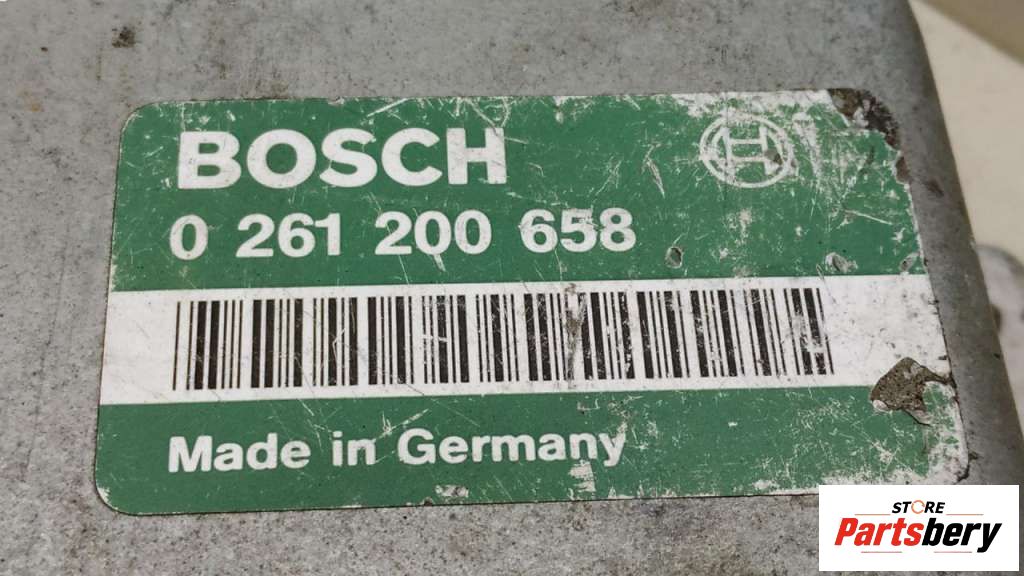 BOSCH
0 261 200 658
Made in Germany
STORE
Partsbery